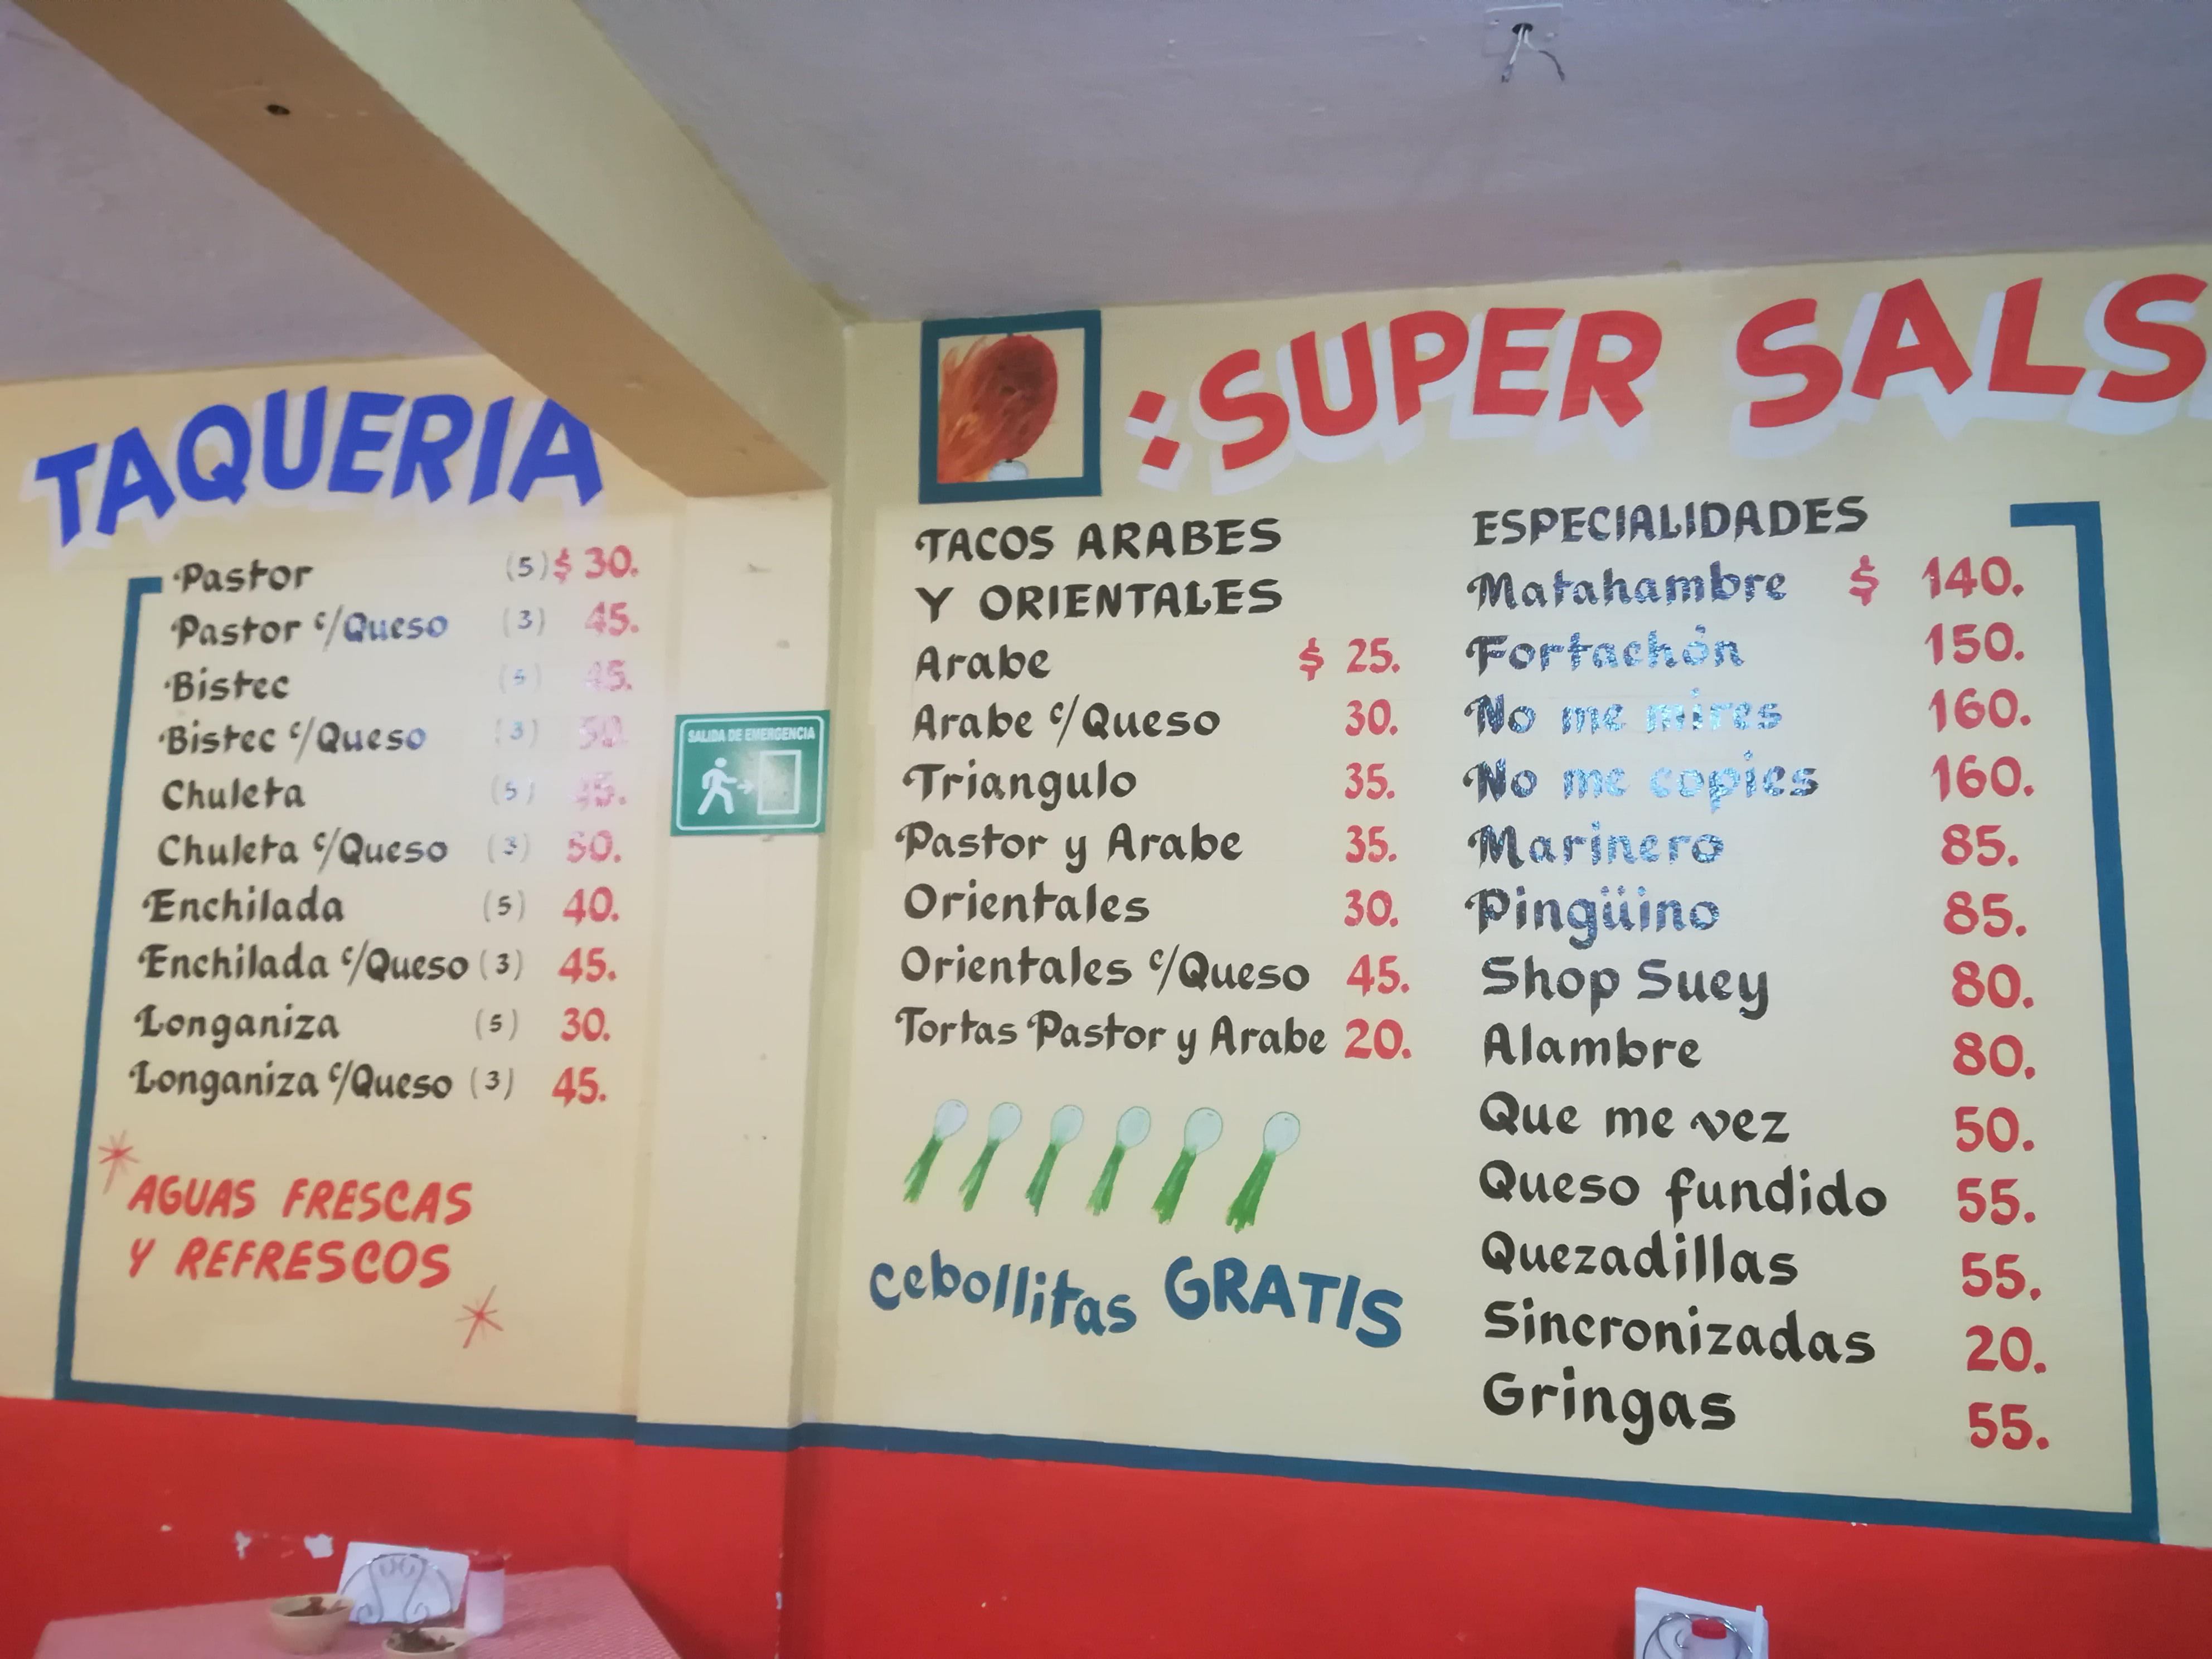 TAQUERIA
Pastor (5) $ 30.
Pastor c/Queso (3) 45.
Bistec (5) 45.
Bistec c/Queso (3) 50.
Chuleta (5)
Chuleta c/Queso (3) 50.
Enchilada (5) 40.
Enchilada c/Queso (3) 45.
Longaniza (5) 30.
Longaniza c/Queso (3) 45.
AGUAS FRESCAS
Y REFRESCOS
SALIDA DE EMERGENCIA
:SUPER SALS
TACOS ARABES
Y ORIENTALES
Arabe $ 25.
Arabe c/Queso 30.
Triangulo 35.
Pastor y Arabe 35.
Orientales 30.
Orientales c/Queso 45.
Tortas Pastor y Arabe 20.
cebollitas GRATIS
ESPECIALIDADES
Matahambre $ 140.
Fortachón 150.
No me mires 160.
No me copies 160.
Marinero 85.
Pingüino 85.
Shop Suey 80.
Alambre 80.
Que me vez 50.
Queso fundido 55.
Quezadillas 55.
Sincronizadas 20.
Gringas 55.